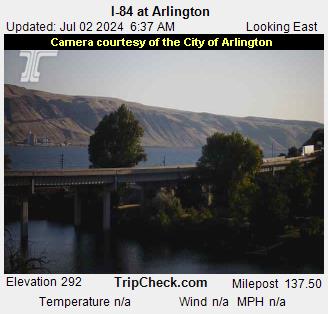 I-84 at Arlington
Updated: Jul 02 2024 6:37 AM Looking East
Camera courtesy of the City of Arlington
Elevation 292 TripCheck.com Milepost 137.50
Temperature n/a Wind n/a MPH n/a